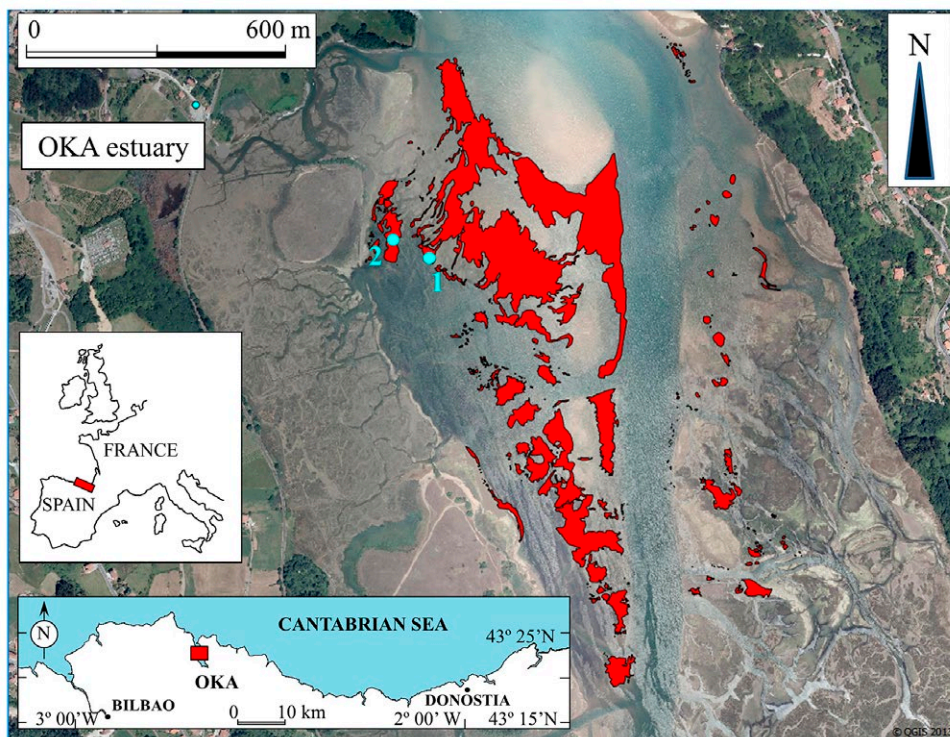 0 600 m
N
OKA estuary
2
1
FRANCE
SPAIN
N
CANTABRIAN SEA
43º 25’N
OKA
BILBAO
DONOSTIA
0 10 km
3º 00’W
2º 00’W
43º 15’N
© QGIS